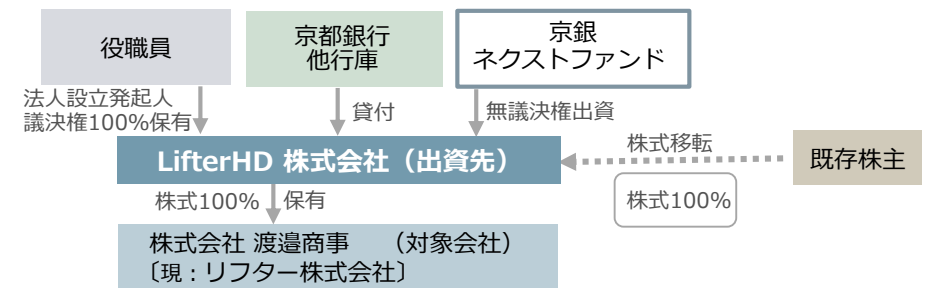 役職員
京都銀行
他行庫
京銀
ネクストファンド
法人設立発起人
議決権100%保有
貸付
無議決権出資
株式移転
LifterHD 株式会社（出資先）
既存株主
株式100%
株式100% 保有
株式会社 渡邉商事 （対象会社）
〔現：リフター株式会社〕